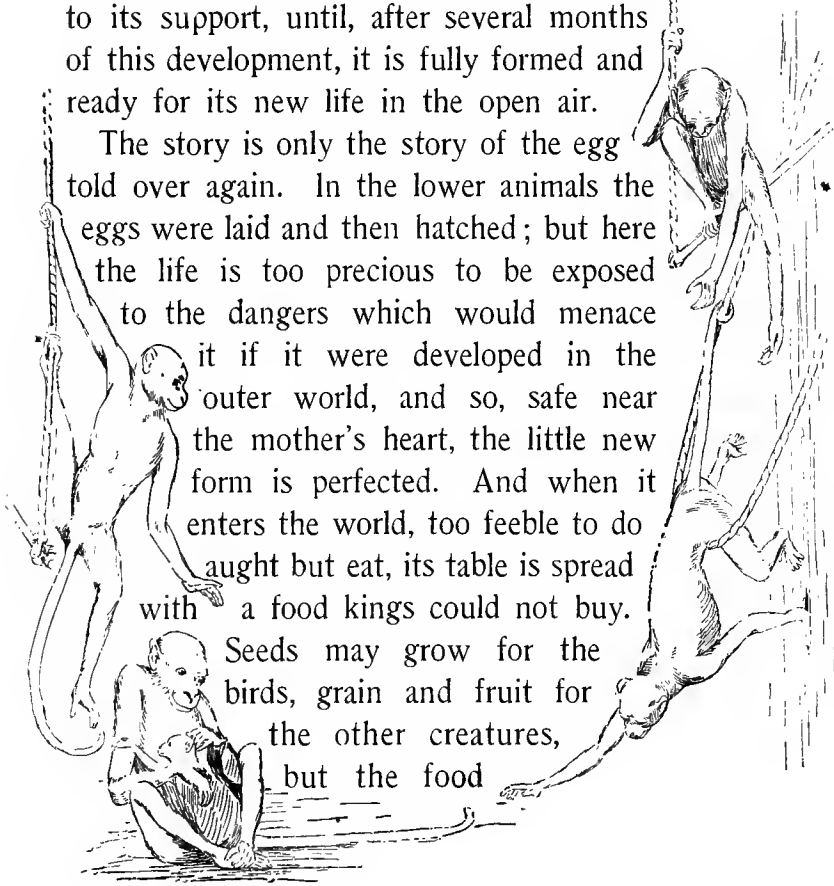 to its support, until, after several months
of this development, it is fully formed and
ready for its new life in the open air.
The story is only the story of the egg
told over again. In the lower animals the
eggs were laid and then hatched; but here
the life is too precious to be exposed
to the dangers which would menace
it if it were developed in the
outer world, and so, safe near
the mother's heart, the little new
form is perfected. And when it
enters the world, too feeble to do
aught but eat, its table is spread
with a food kings could not buy.
Seeds may grow for the
birds, grain and fruit for
the other creatures,
but the food